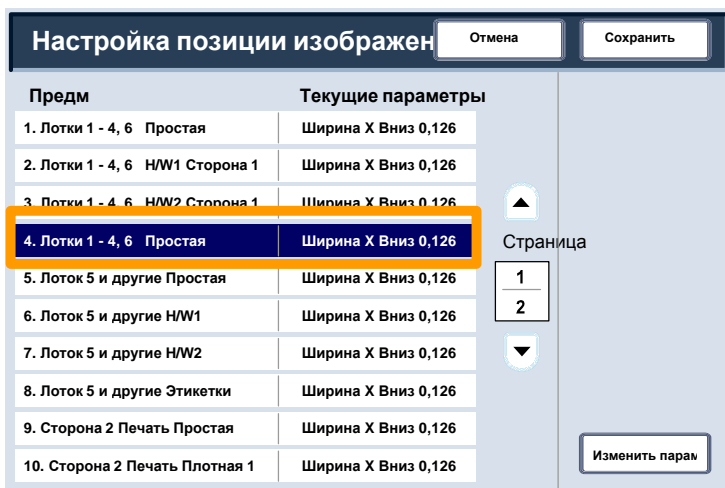 Настройка позиции изображен
Отмена
Сохранить
Предм Текущие параметры
1. Лотки 1 - 4, 6 Простая Ширина X Вниз 0,126
2. Лотки 1 - 4, 6 H/W1 Сторона 1 Ширина X Вниз 0,126
3. Лотки 1 - 4, 6 H/W2 Сторона 1 Ширина X Вниз 0,126
4. Лотки 1 - 4, 6 Простая Ширина X Вниз 0,126
Страница
5. Лоток 5 и другие Простая Ширина X Вниз 0,126
1
6. Лоток 5 и другие H/W1 Ширина X Вниз 0,126
2
7. Лоток 5 и другие H/W2 Ширина X Вниз 0,126
8. Лоток 5 и другие Этикетки Ширина X Вниз 0,126
9. Сторона 2 Печать Простая Ширина X Вниз 0,126
10. Сторона 2 Печать Плотная 1 Ширина X Вниз 0,126
Изменить парам